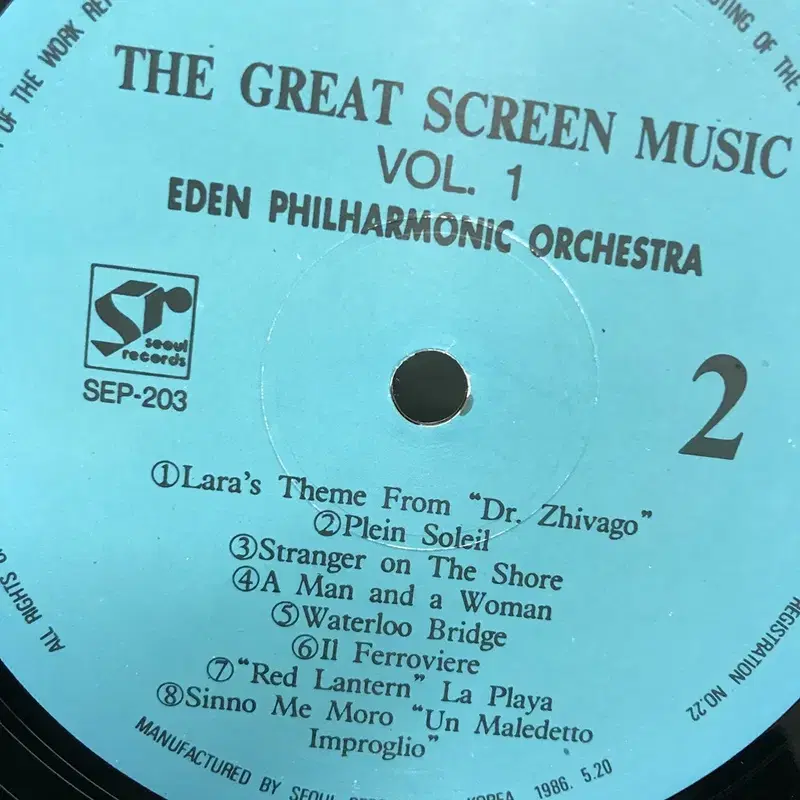 OF THE WORK RE
TING OF THE
THE GREAT SCREEN MUSIC
VOL. 1
EDEN PHILHARMONIC ORCHESTRA
sr
seoul
records
SEP-203
2
①Lara's Theme From "Dr. Zhivago"
②Plein Soleil
③Stranger on The Shore
④A Man and a Woman
⑤Waterloo Bridge
⑥Il Ferroviere
⑦"Red Lantern" La Playa
⑧Sinno Me Moro "Un Maledetto
Improglio"
ALL RIGHTS
REGISTRATION NO.22
MANUFACTURED BY SEOUL KOREA 1986. 5.20